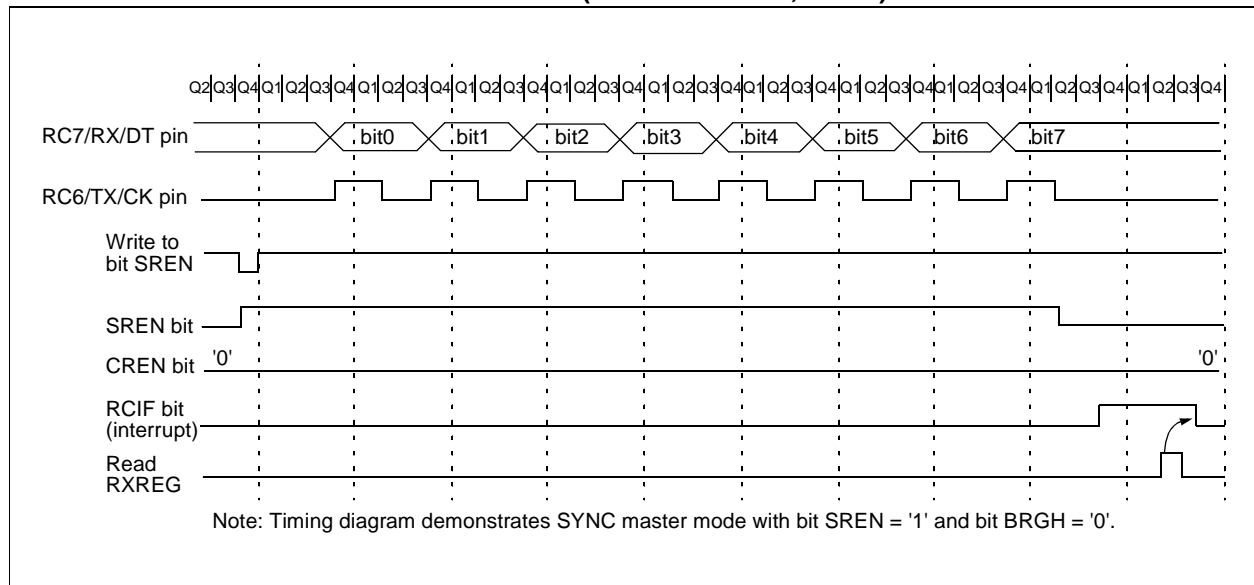 Q2 Q3 Q4 Q1 Q2 Q3 Q4 Q1 Q2 Q3 Q4 Q1 Q2 Q3 Q4 Q1 Q2 Q3 Q4 Q1 Q2 Q3 Q4 Q1 Q2 Q3 Q4 Q1 Q2 Q3 Q4 Q1 Q2 Q3 Q4 Q1 Q2 Q3 Q4 Q1 Q2 Q3 Q4
RC7/RX/DT pin bit0 bit1 bit2 bit3 bit4 bit5 bit6 bit7
RC6/TX/CK pin
Write to
bit SREN
SREN bit
CREN bit '0' '0'
RCIF bit
(interrupt)
Read
RXREG
Note: Timing diagram demonstrates SYNC master mode with bit SREN = '1' and bit BRGH = '0'.